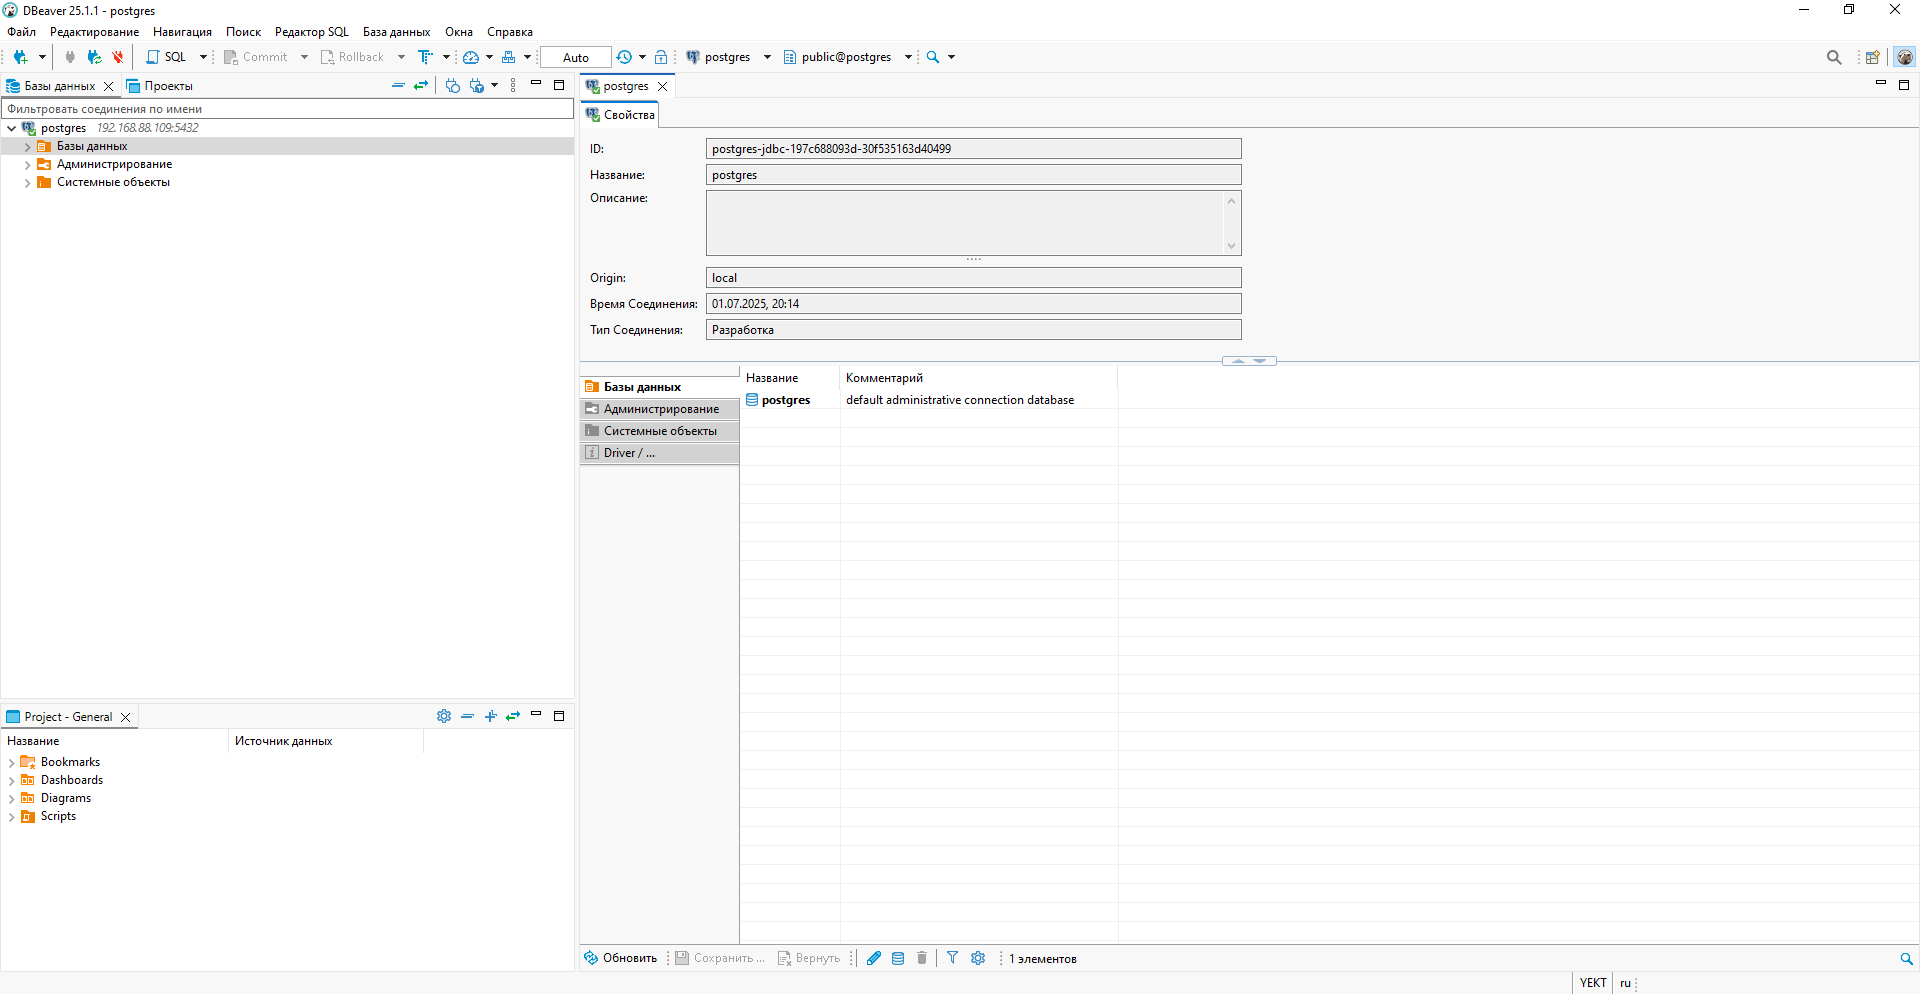 DBeaver 25.1.1 - postgres
Файл Редактирование Навигация Поиск Редактор SQL База данных Окна Справка
SQL Commit Rollback Auto postgres public@postgres
Базы данных Проекты
Фильтровать соединения по имени
postgres 192.168.88.109:5432
Базы данных
Администрирование
Системные объекты
Project - General
Название Источник данных
Bookmarks
Dashboards
Diagrams
Scripts
postgres
Свойства
ID: postgres-jdbc-197c688093d-30f535163d40499
Название: postgres
Описание:
Origin: local
Время Соединения: 01.07.2025, 20:14
Тип Соединения: Разработка
Базы данных
Администрирование
Системные объекты
Driver / ...
Название Комментарий
postgres default administrative connection database
Обновить Сохранить ... Вернуть 1 элементов
YEKT ru